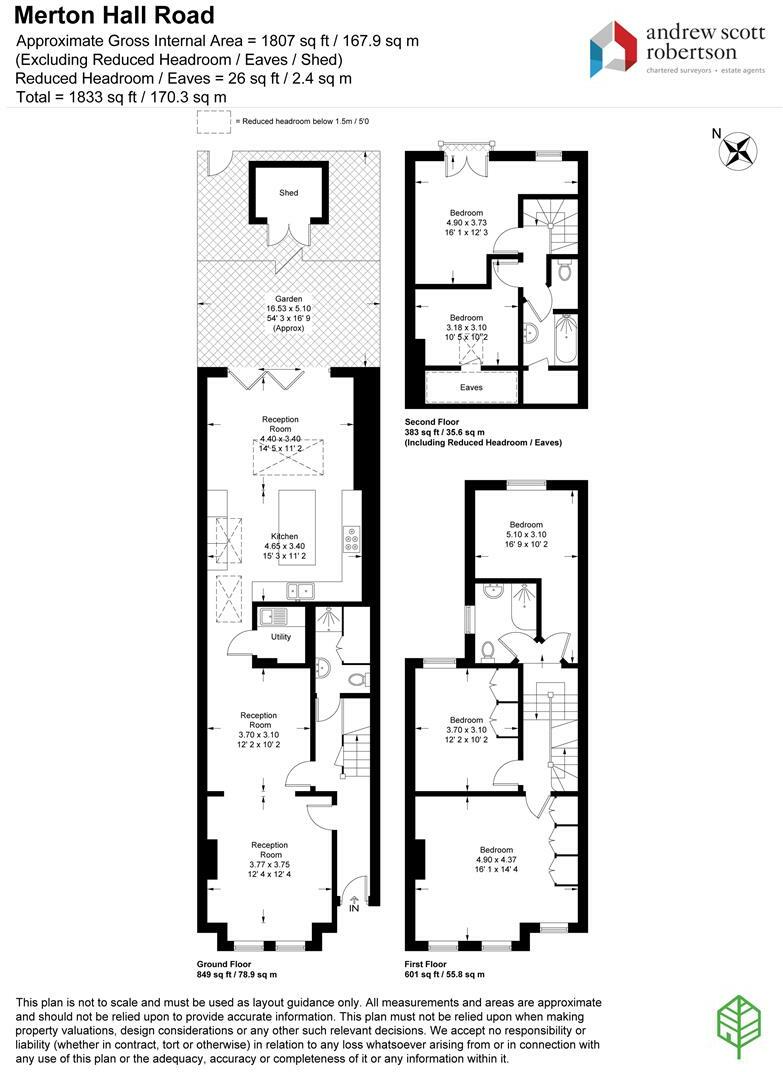 Merton Hall Road
Approximate Gross Internal Area = 1807 sq ft / 167.9 sq m
(Excluding Reduced Headroom / Eaves / Shed)
Reduced Headroom / Eaves = 26 sq ft / 2.4 sq m
Total = 1833 sq ft / 170.3 sq m
andrew scott
robertson
chartered surveyors • estate agents
= Reduced headroom below 1.5m / 5'0
N
Shed
Garden
16.53 x 5.10
54' 3 x 16' 9
(Approx)
Reception
Room
4.40 x 3.40
14' 5 x 11' 2
Kitchen
4.65 x 3.40
15' 3 x 11' 2
Utility
Reception
Room
3.70 x 3.10
12' 2 x 10' 2
Reception
Room
3.77 x 3.75
12' 4 x 12' 4
IN
Ground Floor
849 sq ft / 78.9 sq m
Bedroom
4.90 x 3.73
16' 1 x 12' 3
Bedroom
3.18 x 3.10
10' 5 x 10' 2
Eaves
Second Floor
383 sq ft / 35.6 sq m
(Including Reduced Headroom / Eaves)
Bedroom
5.10 x 3.10
16' 9 x 10' 2
Bedroom
3.70 x 3.10
12' 2 x 10' 2
Bedroom
4.90 x 4.37
16' 1 x 14' 4
First Floor
601 sq ft / 55.8 sq m
This plan is not to scale and must be used as layout guidance only. All measurements and areas are approximate
and should not be relied upon to provide accurate information. This plan must not be relied upon when making
property valuations, design considerations or any other such relevant decisions. We accept no responsibility or
liability (whether in contract, tort or otherwise) in relation to any loss whatsoever arising from or in connection with
any use of this plan or the adequacy, accuracy or completeness of it or any information within it.